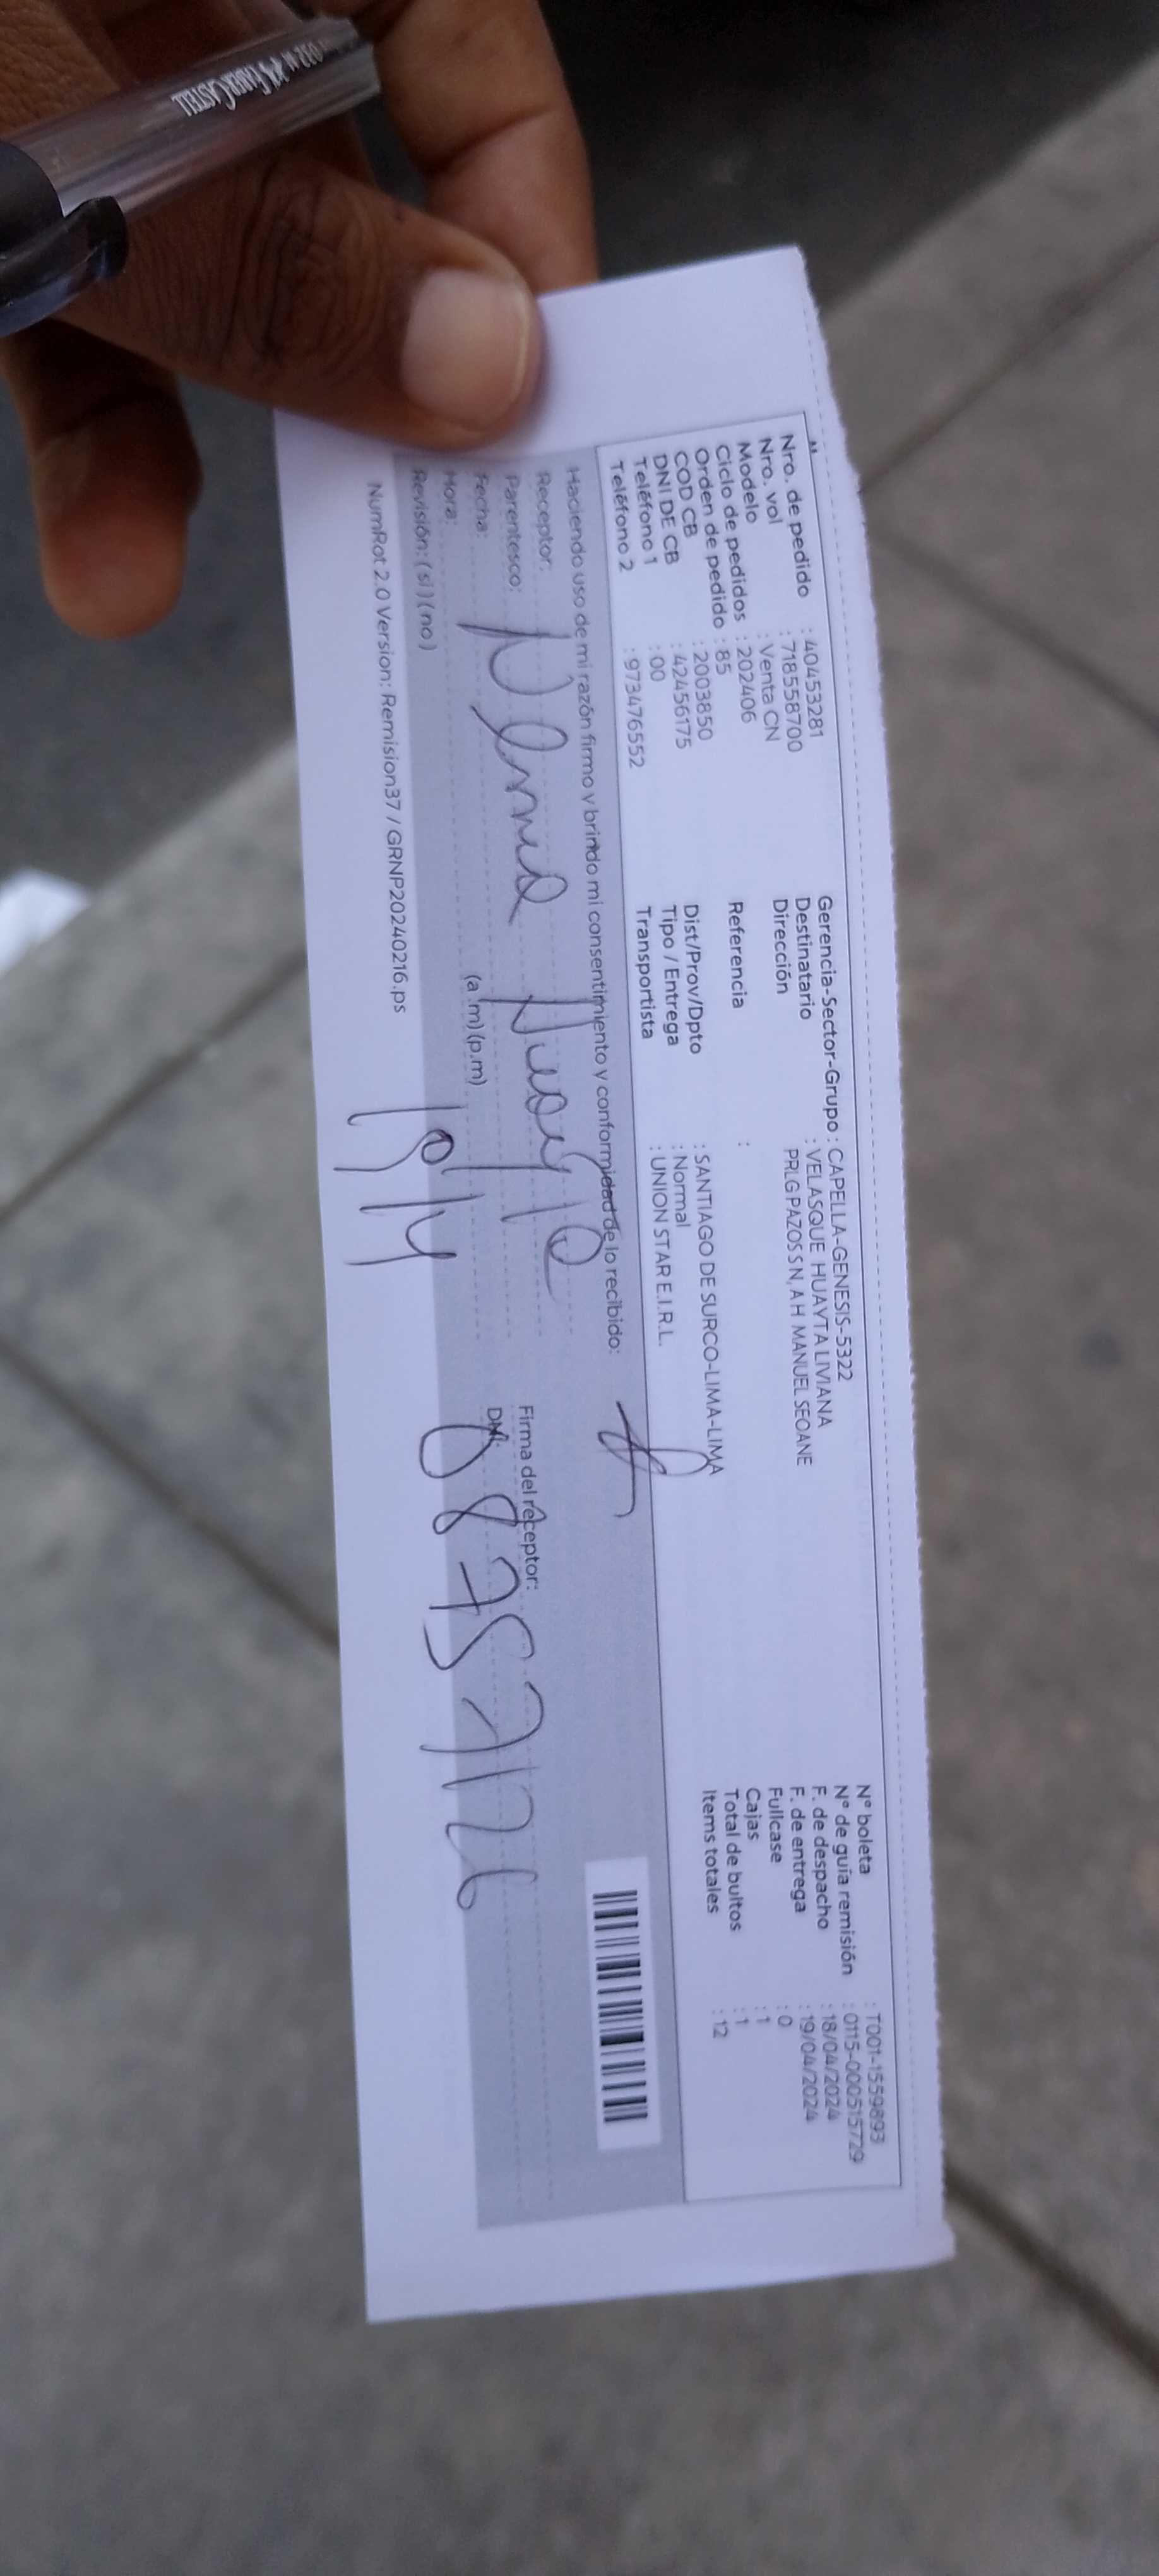 FABER CASTELL
Nro. de pedido : 40453281
Nro. vol : 718558700
Modelo : Venta CN
Ciclo de pedidos : 202406
Orden de pedido : 85
COD CB : 2003850
DNI DE CB : 42456175
Teléfono 1 : 00
Teléfono 2 : 973476552
Gerencia-Sector-Grupo : CAPELLA-GENESIS-5322
Destinatario : VELASQUE HUAYTA LIVIANA
Dirección PRLG PAZOS S N, A H MANUEL SEOANE
Referencia :
Dist/Prov/Dpto : SANTIAGO DE SURCO-LIMA-LIMA
Tipo / Entrega : Normal
Transportista : UNION STAR E.I.R.L.
N° boleta : T001-1559893
N° de guía remisión : 0115-000515729
F. de despacho : 18/04/2024
F. de entrega : 19/04/2024
Fullcase : 0
Cajas : 1
Total de bultos : 1
Items totales : 12
Haciendo uso de mi razón firmo y brindo mi consentimiento y conformidad de lo recibido:
Receptor:
Parentesco:
Fecha: 19/4
Hora: (a .m) (p.m)
Revisión: (si) (no)
Firma del receptor:
DNI: 08757126
NumRot 2.0 Version: Remision37 / GRNP20240216.ps